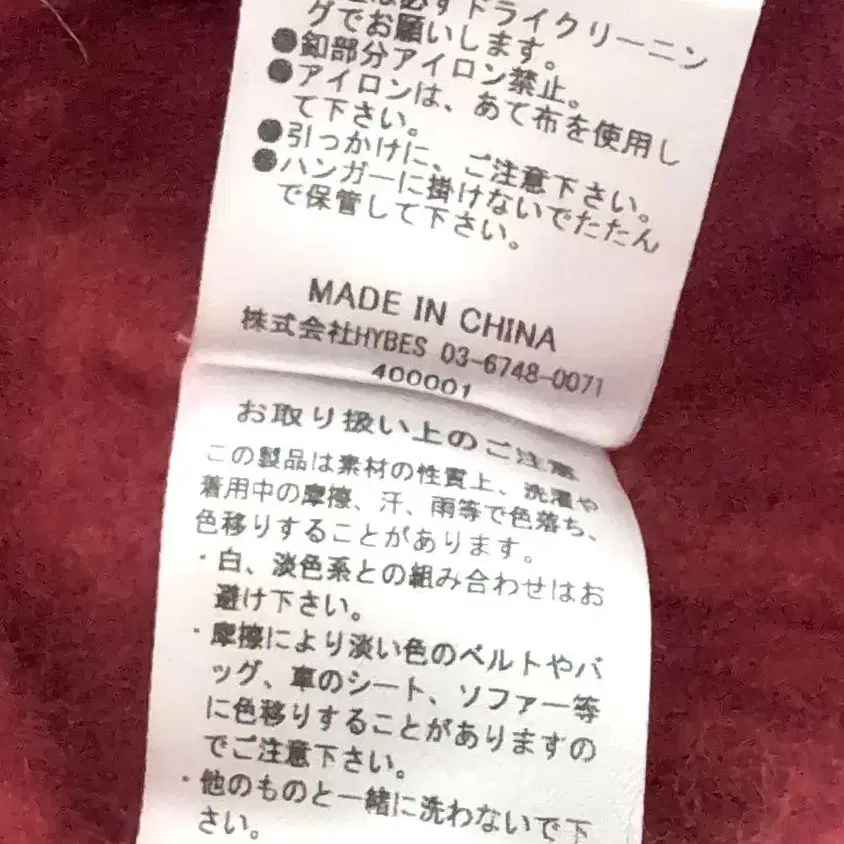 必ずドライクリーニン
グでお願いします。
●釦部分アイロン禁止。
●アイロンは、あて布を使用し
て下さい。
●引っかけに、ご注意下さい。
●ハンガーに掛けないでたたん
で保管して下さい。
MADE IN CHINA
株式会社HYBES 03-6748-0071
400001
お取り扱い上のご注意
この製品は素材の性質上、洗濯や
着用中の摩擦、汗、雨等で色落ち、
色移りすることがあります。
・白、淡色系との組み合わせはお
避け下さい。
・摩擦により淡い色のベルトやバ
ッグ、車のシート、ソファー等
に色移りすることがありますの
でご注意下さい。
・他のものと一緒に洗わないで下
さい。